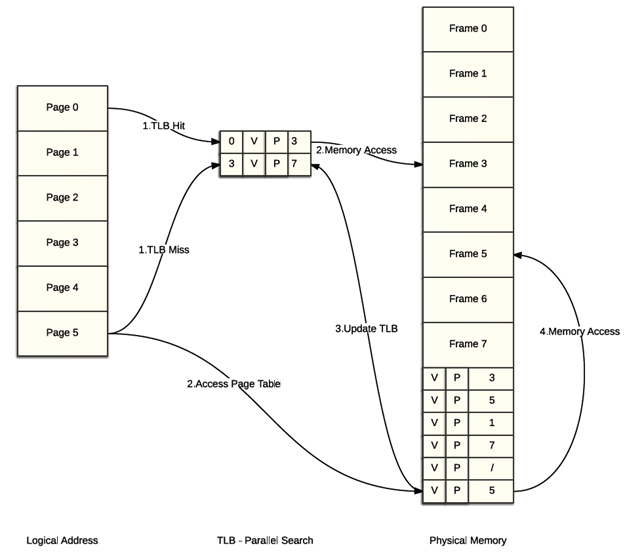 Page 0
Page 1
Page 2
Page 3
Page 4
Page 5
Logical Address
1.TLB Hit
1.TLB Miss
2.Access Page Table
0 V P 3
3 V P 7
TLB - Parallel Search
2.Memory Access
3.Update TLB
Frame 0
Frame 1
Frame 2
Frame 3
Frame 4
Frame 5
Frame 6
Frame 7
V P 3
V P 5
V P 1
V P 7
V P /
V P 5
Physical Memory
4.Memory Access